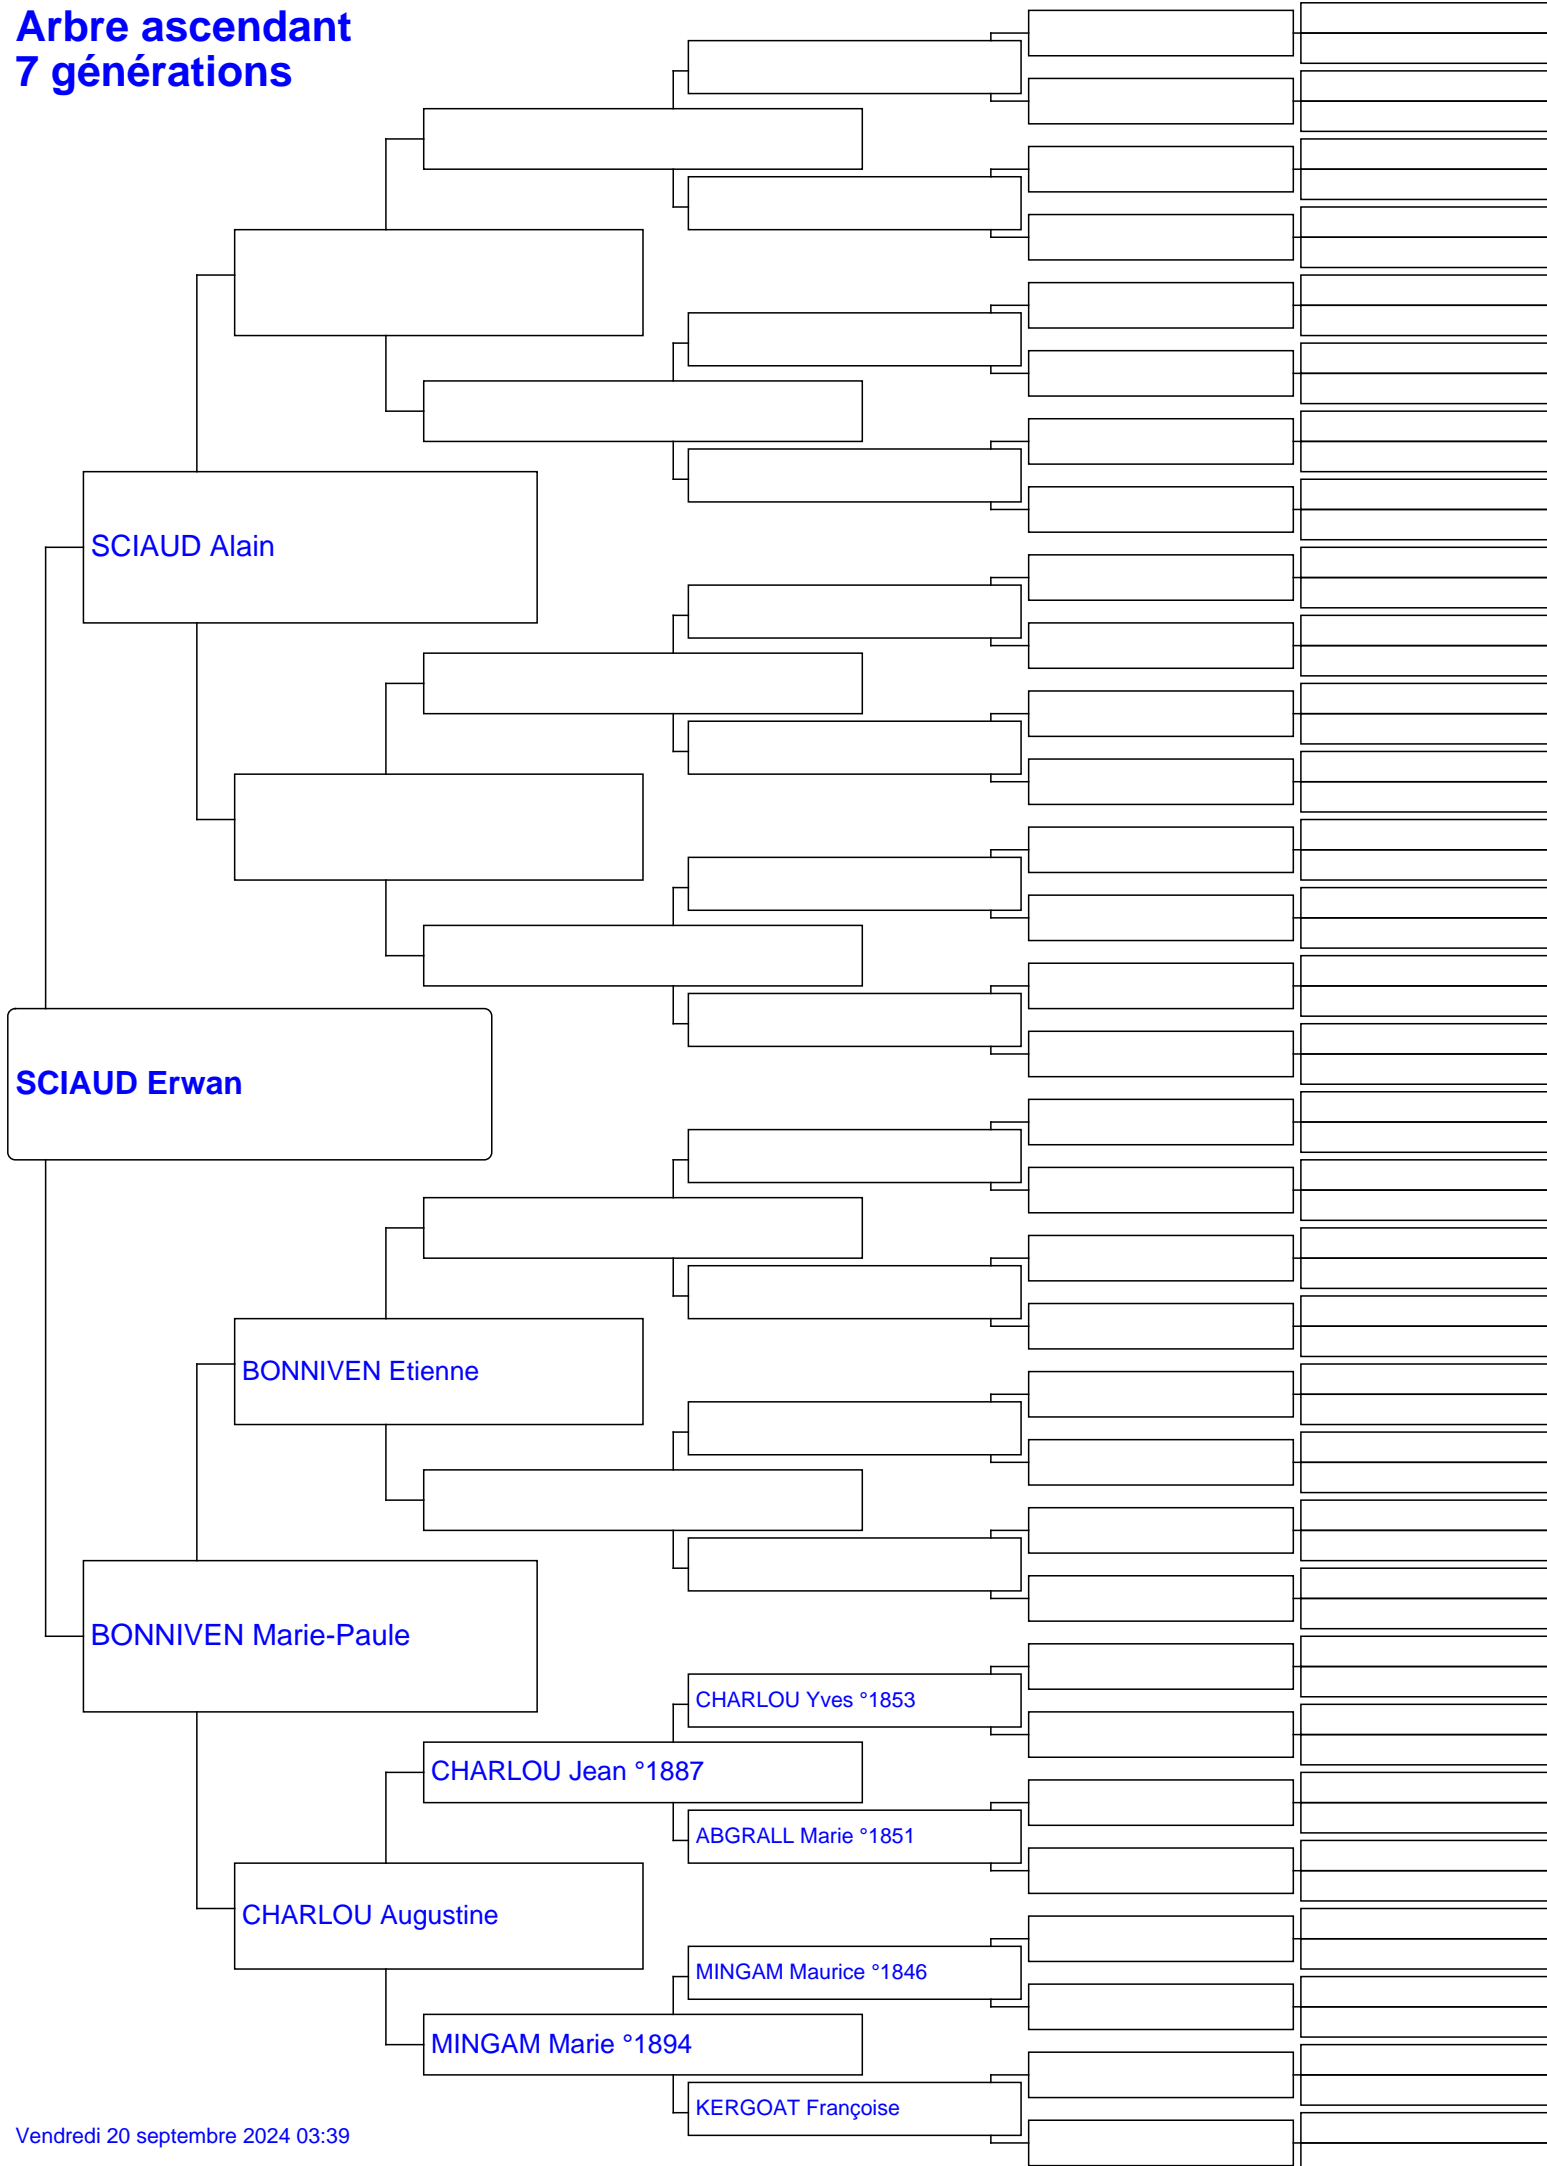 Arbre ascendant
7 générations
SCIAUD Alain
SCIAUD Erwan
BONNIVEN Etienne
BONNIVEN Marie-Paule
CHARLOU Yves °1853
CHARLOU Jean °1887
ABGRALL Marie °1851
CHARLOU Augustine
MINGAM Maurice °1846
MINGAM Marie °1894
KERGOAT Françoise
Vendredi 20 septembre 2024 03:39